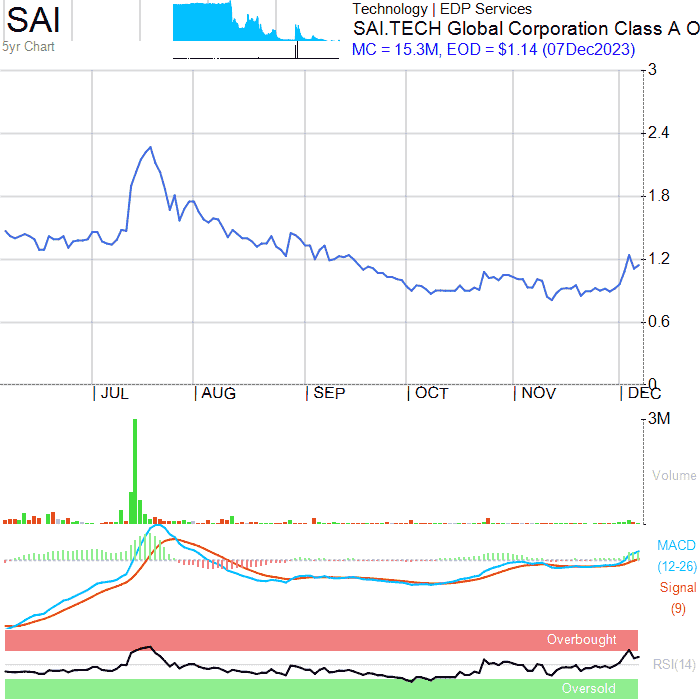 SAI
5yr Chart
Technology | EDP Services
SAI.TECH Global Corporation Class A O
MC = 15.3M, EOD = $1.14 (07Dec2023)
3
2.4
1.8
1.2
0.6
0
| JUL | AUG | SEP | OCT | NOV | DEC
3M
Volume
MACD
(12-26)
Signal
(9)
Overbought
RSI(14)
Oversold